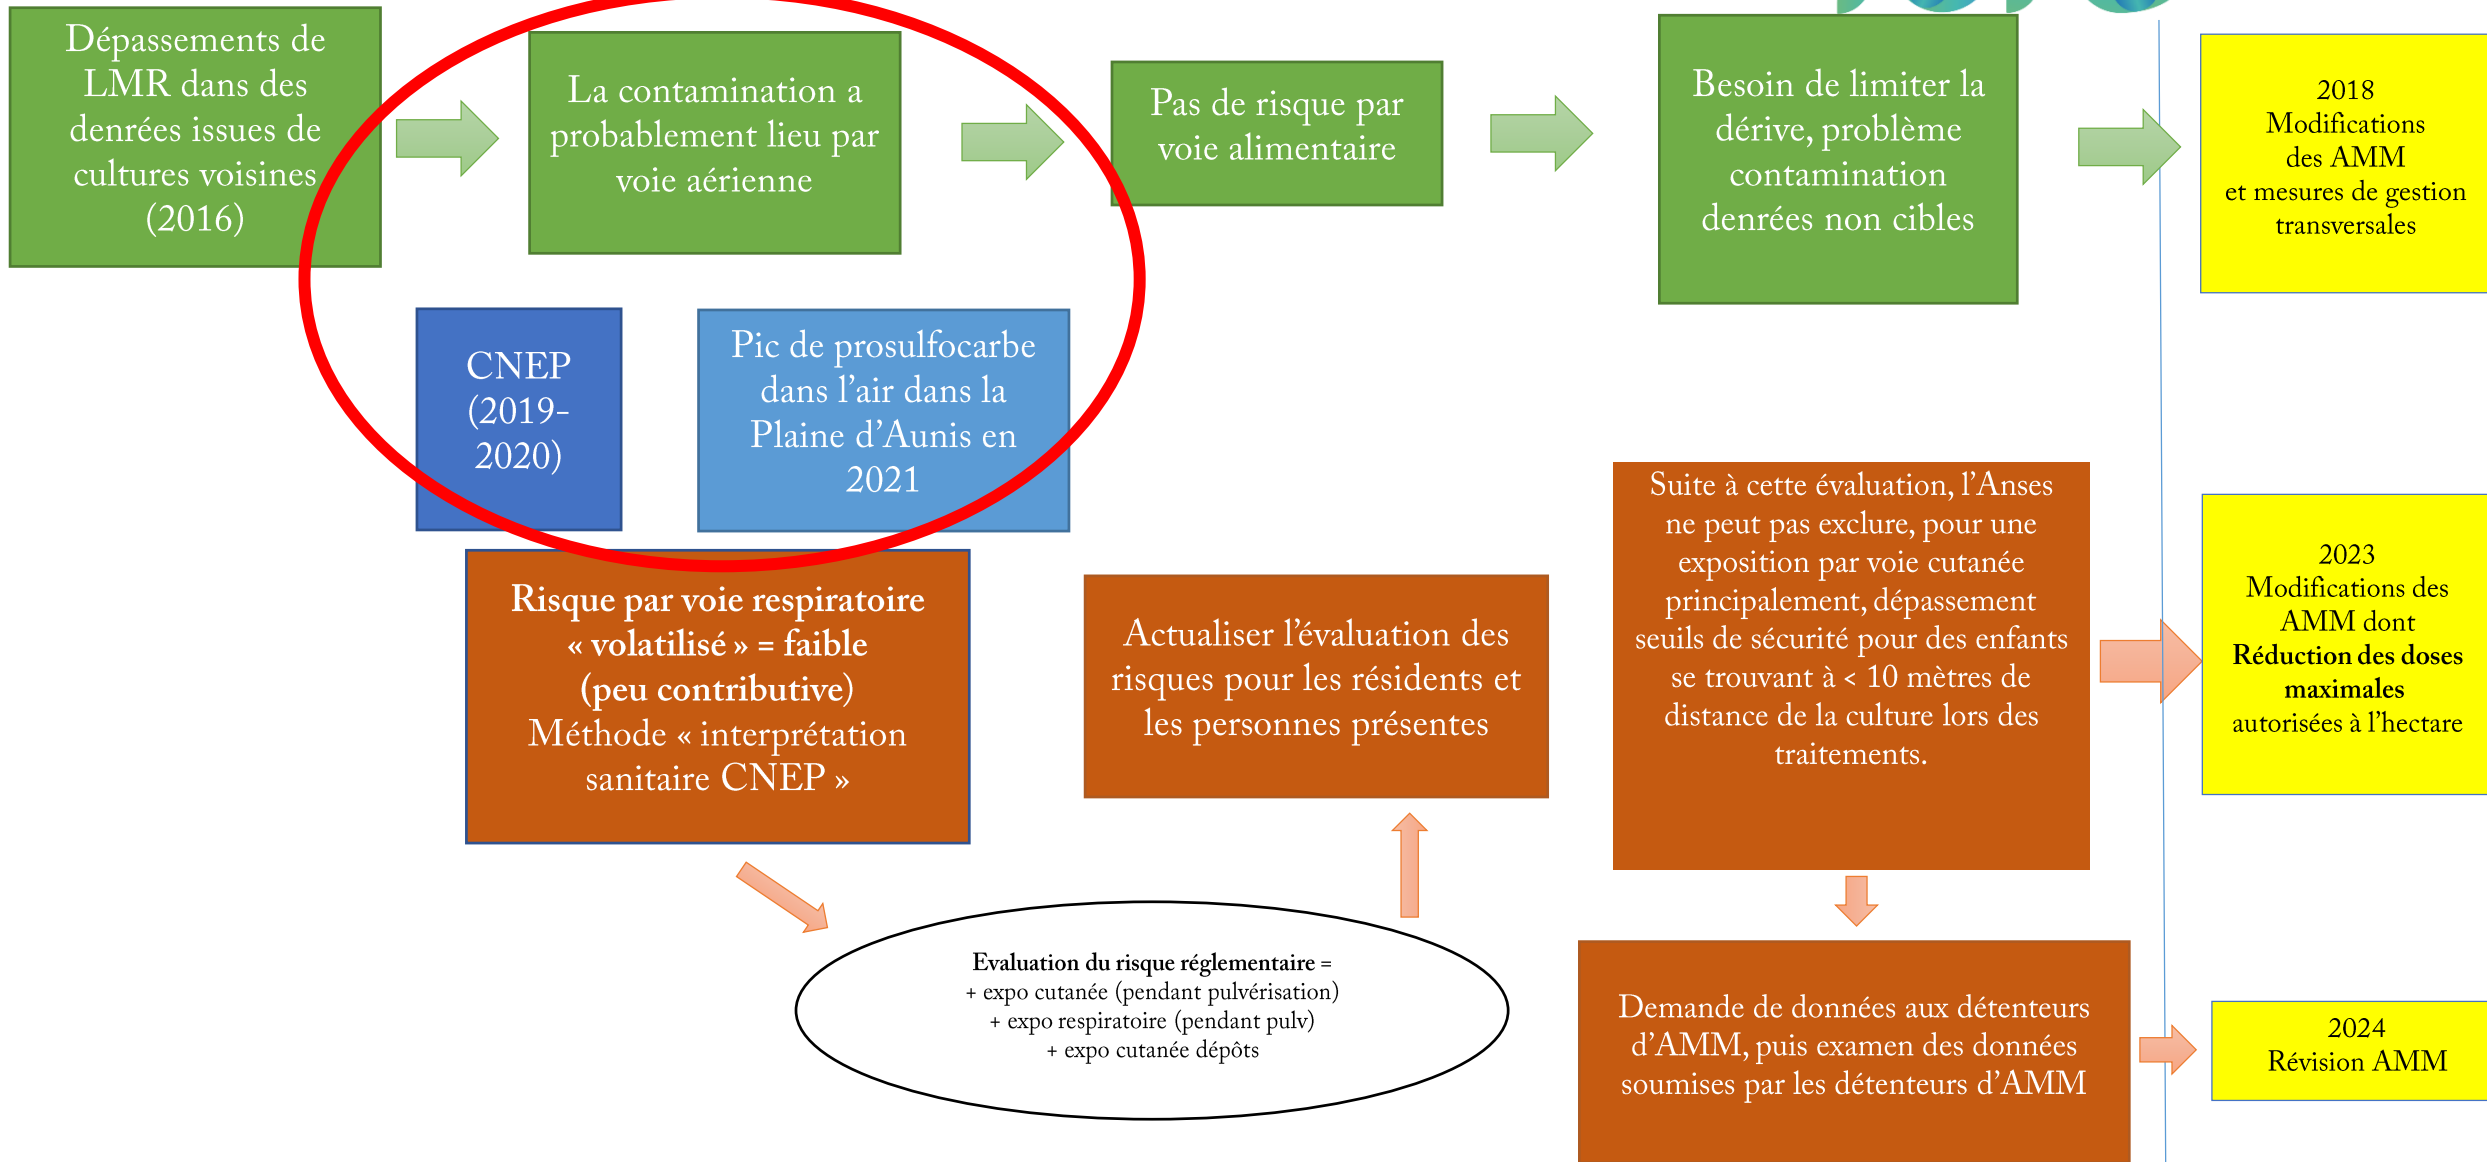 Dépassements de
LMR dans des
denrées issues de
cultures voisines
(2016)
La contamination a
probablement lieu par
voie aérienne
Pas de risque par
voie alimentaire
Besoin de limiter la
dérive, problème
contamination
denrées non cibles
2018
Modifications
des AMM
et mesures de gestion
transversales
CNEP
(2019-
2020)
Pic de prosulfocarbe
dans l’air dans la
Plaine d’Aunis en
2021
Risque par voie respiratoire
« volatilisé » = faible
(peu contributive)
Méthode « interprétation
sanitaire CNEP »
Actualiser l’évaluation des
risques pour les résidents et
les personnes présentes
Suite à cette évaluation, l’Anses
ne peut pas exclure, pour une
exposition par voie cutanée
principalement, dépassement
seuils de sécurité pour des enfants
se trouvant à < 10 mètres de
distance de la culture lors des
traitements.
2023
Modifications des
AMM dont
Réduction des doses
maximales
autorisées à l’hectare
Evaluation du risque réglementaire =
+ expo cutanée (pendant pulvérisation)
+ expo respiratoire (pendant pulv)
+ expo cutanée dépôts
Demande de données aux détenteurs
d’AMM, puis examen des données
soumises par les détenteurs d’AMM
2024
Révision AMM